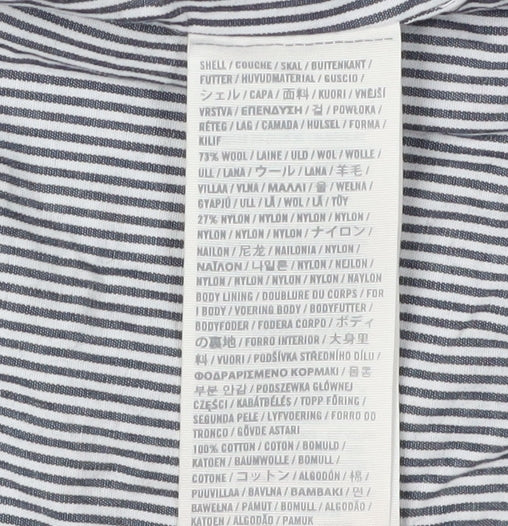 SHELL / COUCHE / SKAL / BUITENKANT /
FUTTER / HUVUDMATERIAL / GUSCIO /
シェル / CAPA / 面料 / KUORI / VNĚJŠÍ
VRSTVA / ΕΠΕΝΔΥΣΗ / 겉 / POWŁOKA /
RÉTEG / LAG / CAMADA / HÜLSEL / FORMA /
KILIF
73% WOOL / LAINE / ULD / WOL / WOLLE /
ULL / LANA / ウール / LANA / 羊毛 /
VILLAA / VLNA / ΜΑΛΛΙ / 울 / WEŁNA /
GYAPJÚ / ULL / LÃ / WOL / LÃ / TÜY
27% NYLON / NYLON / NYLON / NYLON /
NYLON / NYLON / NYLON / ナイロン /
NAILON / 尼龙 / NAILONIA / NYLON /
ΝΑΪΛΟΝ / 나일론 / NYLON / NEJLON /
NYLON / NYLON / NYLON / NYLON / NAYLON
BODY LINING / DOUBLURE DU CORPS / FOR
I BODY / VOERING BODY / BODYFUTTER /
BODYFODER / FODERA CORPO / ボディ
の裏地 / FORRO INTERIOR / 大身里
料 / VUORI / PODŠÍVKA STŘEDNÍHO DÍLU /
ΦΟΔΡΑΡΙΣΜΕΝΟ ΚΟΡΜΑΚΙ / 몸통
부분 안감 / PODSZEWKA GŁÓWNEJ
CZĘŚCI / KABÁTBÉLÉS / TOPP FÔRING /
SEGUNDA PELE / LYFVOERING / FORRO DO
TRONCO / GÖVDE ASTARI
100% COTTON / COTON / BOMULD /
KATOEN / BAUMWOLLE / BOMULL /
COTONE / コットン / ALGODÓN / 棉 /
PUUVILLAA / BAVLNA / ΒΑΜΒΑΚΙ / 면 /
BAWEŁNA / PAMUT / BOMULL / ALGODÃO /
KATOEN / ALGODÃO / PAMUK